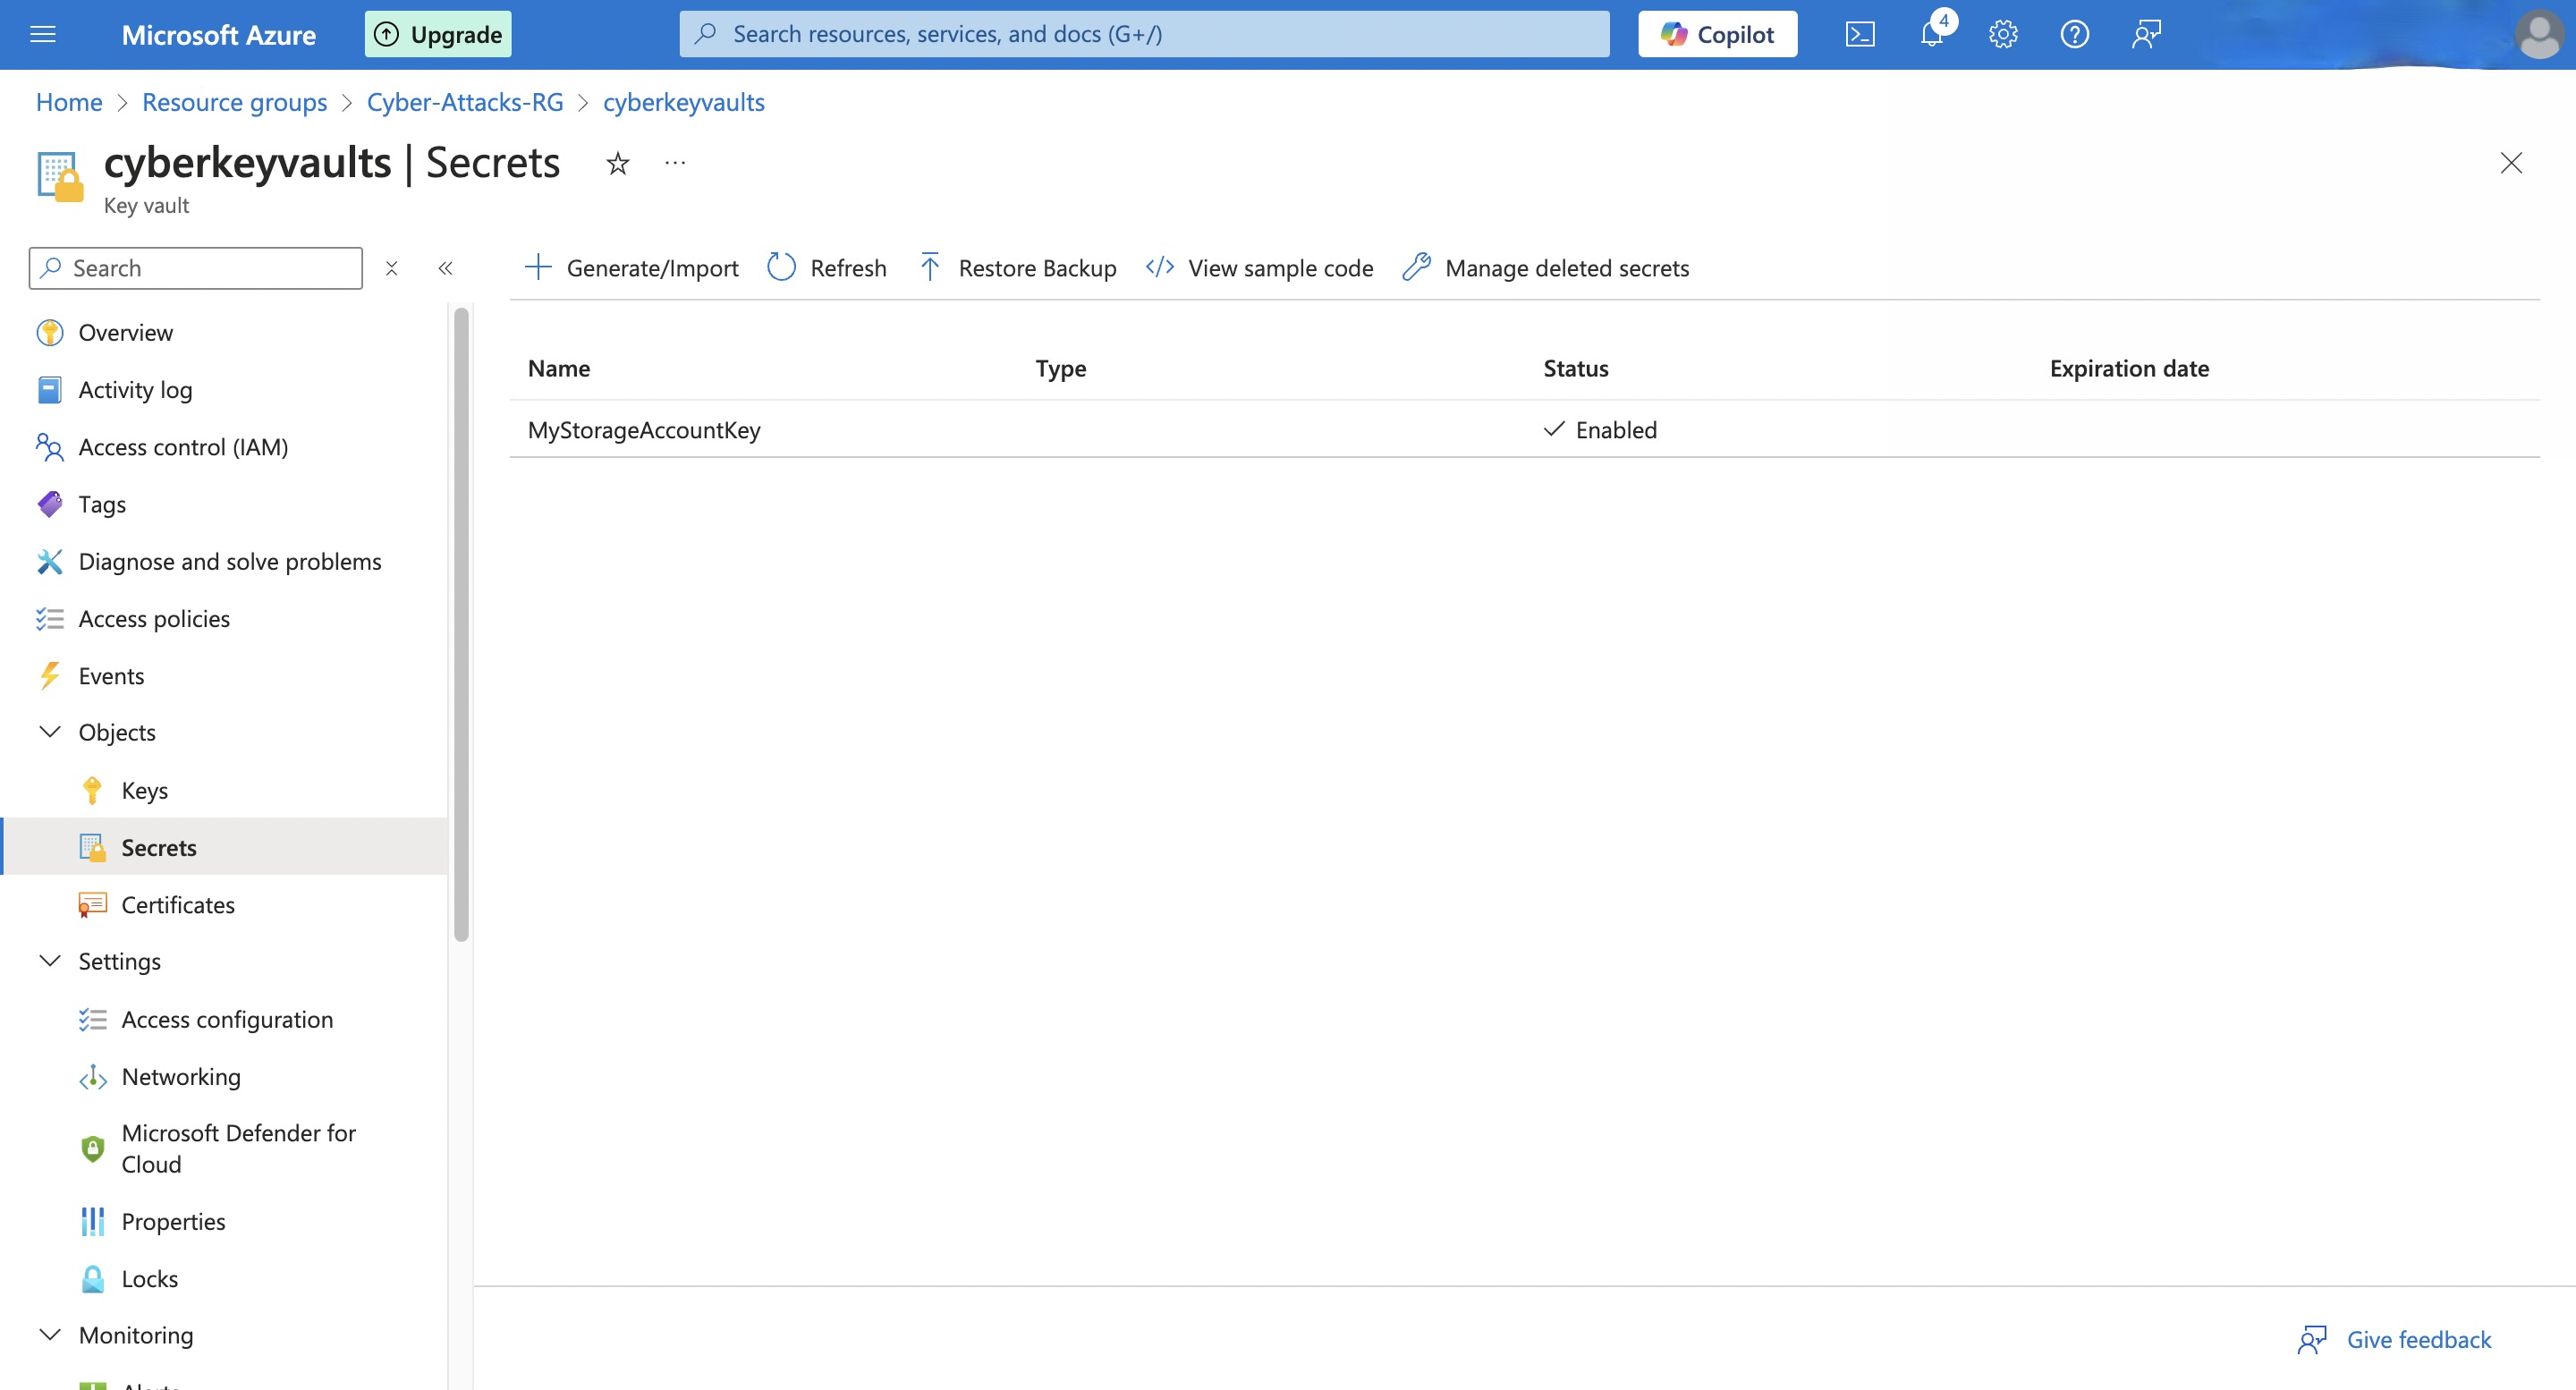 Microsoft Azure
Upgrade
Search resources, services, and docs (G+/)
Copilot
4
Home > Resource groups > Cyber-Attacks-RG > cyberkeyvaults
cyberkeyvaults | Secrets
Key vault
Search
Generate/Import
Refresh
Restore Backup
View sample code
Manage deleted secrets
Overview
Activity log
Access control (IAM)
Tags
Diagnose and solve problems
Access policies
Events
Objects
Keys
Secrets
Certificates
Settings
Access configuration
Networking
Microsoft Defender for
Cloud
Properties
Locks
Monitoring
Name Type Status Expiration date
MyStorageAccountKey Enabled
Give feedback